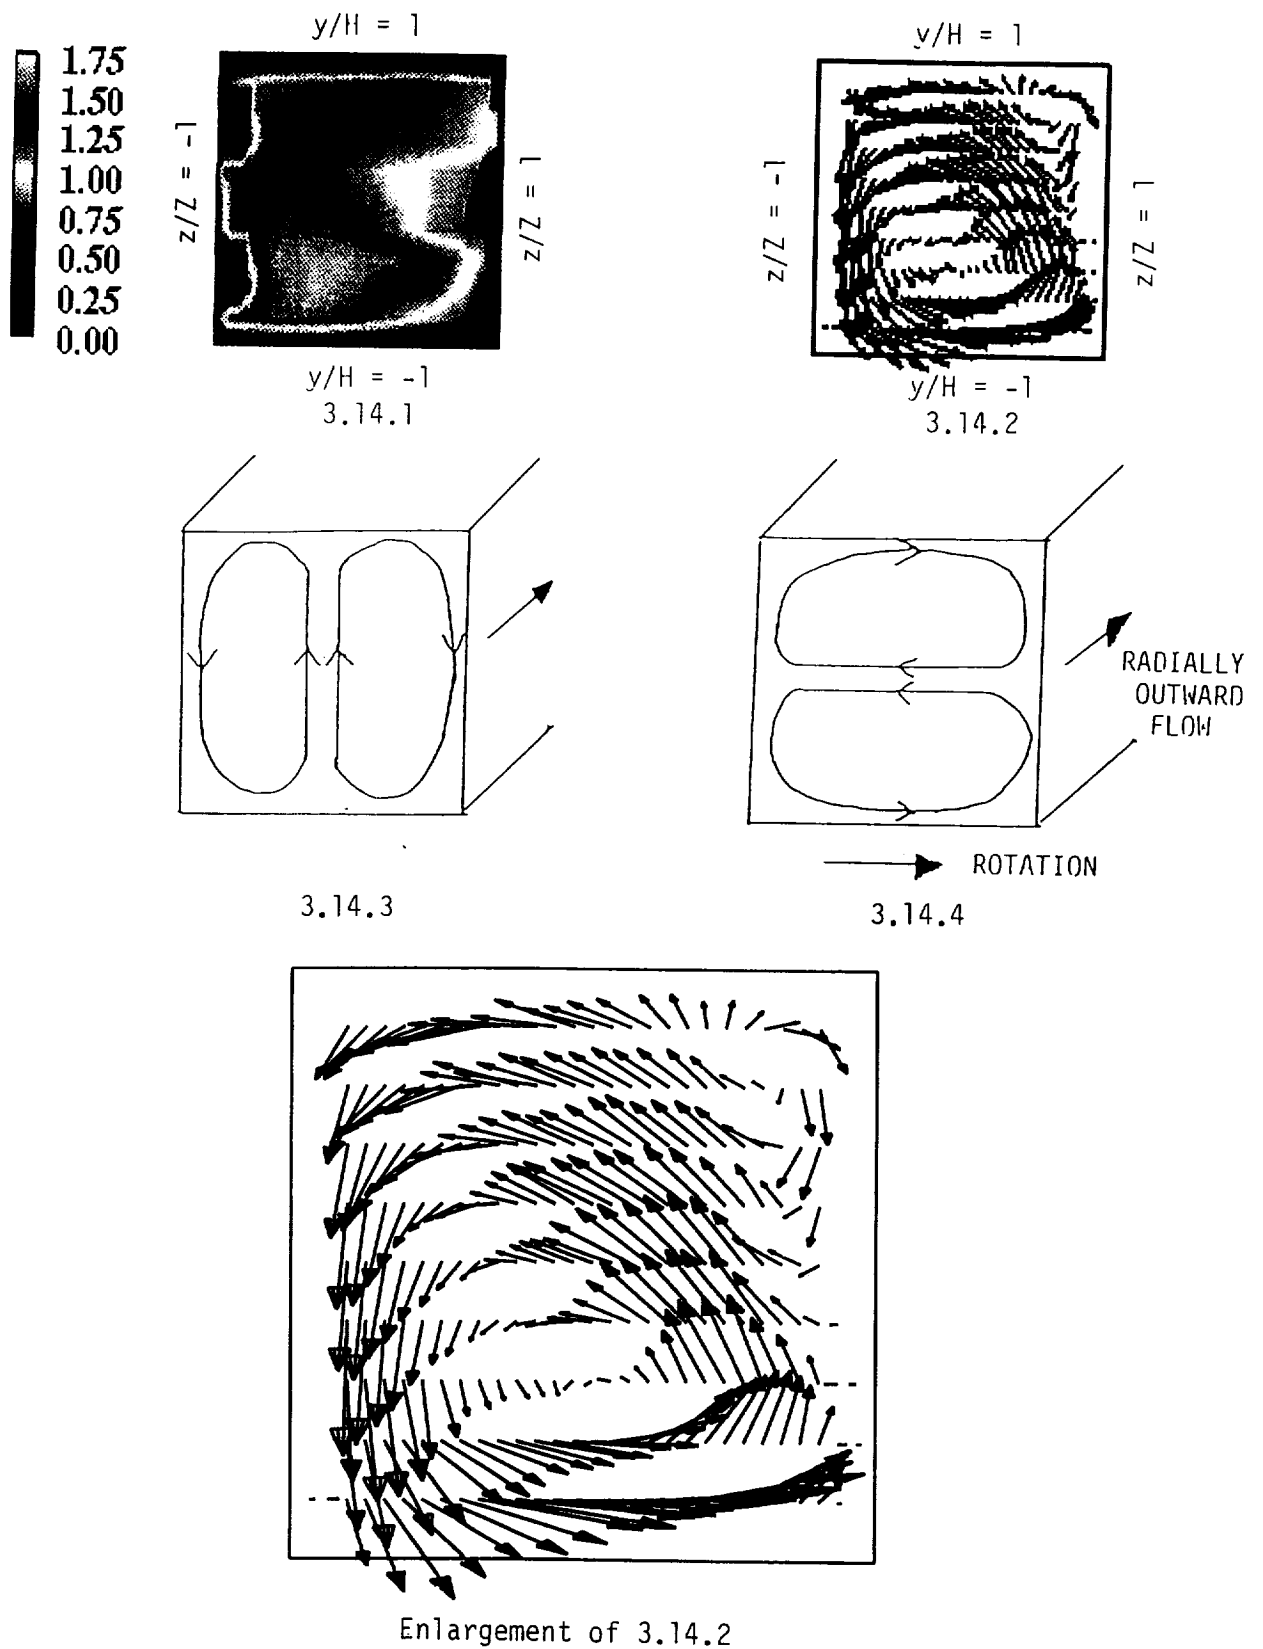 y/H = 1
1.75
1.50
1.25
1.00
0.75
0.50
0.25
0.00
z/Z = -1
z/Z = 1
y/H = -1
3.14.1
y/H = 1
z/Z = -1
z/Z = 1
y/H = -1
3.14.2
RADIALLY
OUTWARD
FLOW
ROTATION
3.14.3
3.14.4
Enlargement of 3.14.2